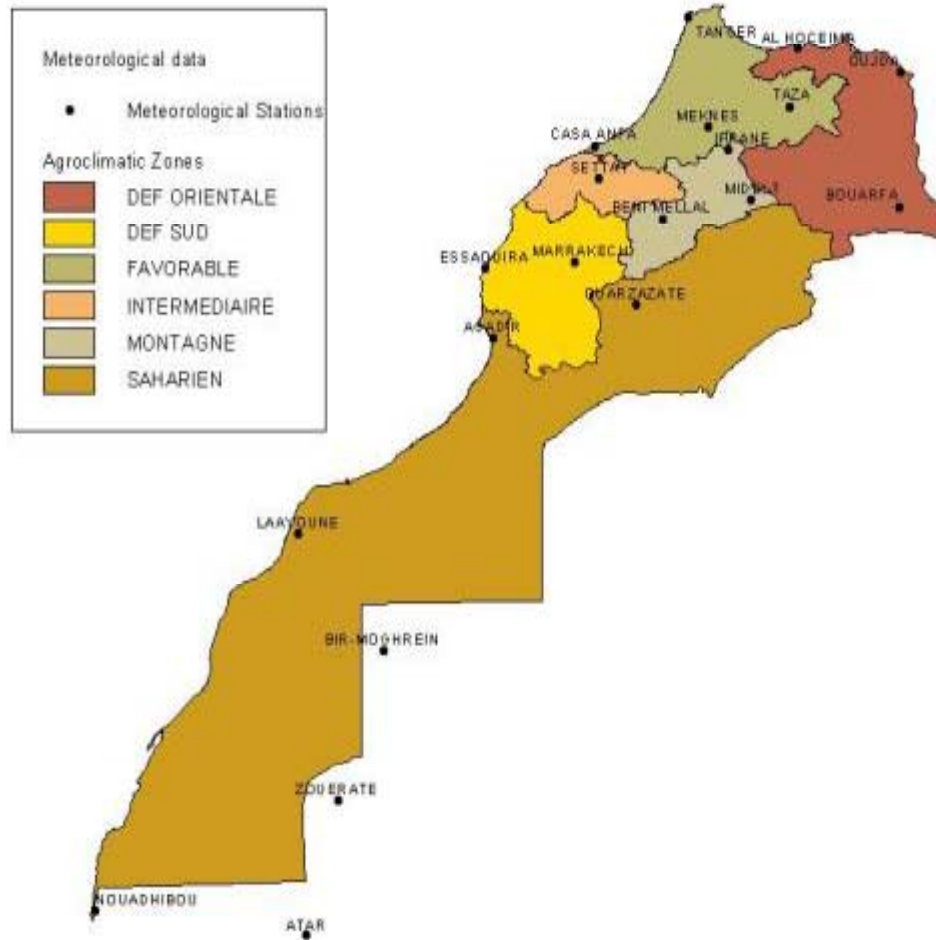 Meteorological data
Meteorological Stations
Agroclimatic Zones
DEF ORIENTALE
DEF SUD
FAVORABLE
INTERMEDIAIRE
MONTAGNE
SAHARIEN
TANGER
AL HOCEIMA
OUJDA
TAZA
MEKNES
CASA ANFA
IFRANE
SETTAT
MIDELT
BOUARFA
BENI MELLAL
ESSAOUIRA
MARRAKECH
OUARZAZATE
AGADIR
LAAYOUNE
BIR-MOGHREIN
ZOUERATE
NOUADHIBOU
ATAR